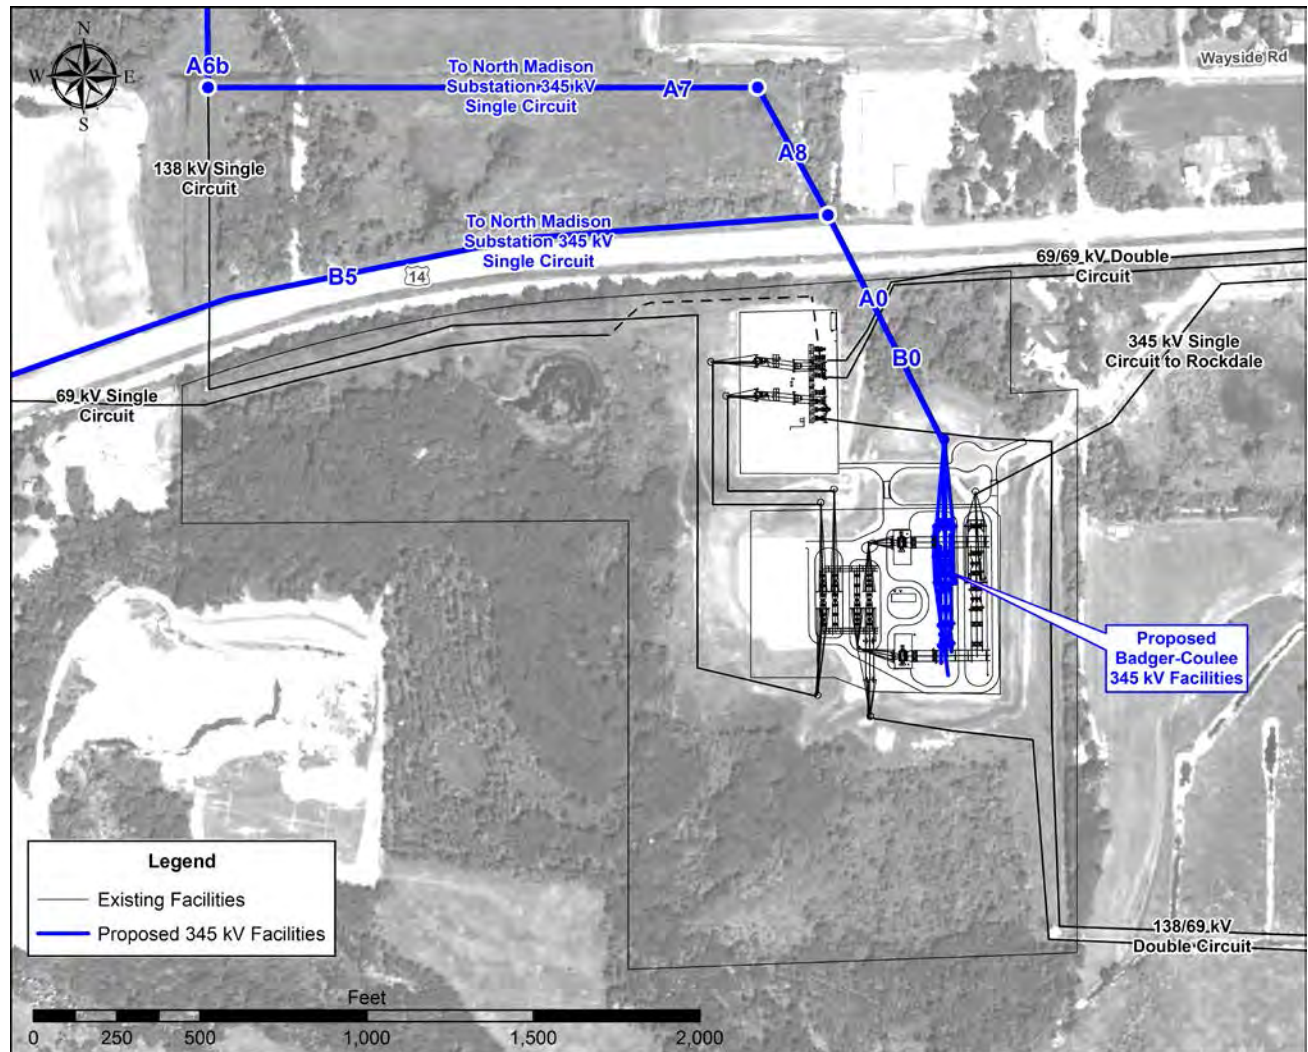 N
W E
S
A6b
To North Madison
Substation 345 kV
Single Circuit
A7
Wayside Rd
A8
138 kV Single
Circuit
To North Madison
Substation 345 kV
Single Circuit
B5
14
69/69 kV Double
Circuit
A0
345 kV Single
Circuit to Rockdale
B0
69 kV Single
Circuit
Proposed
Badger-Coulee
345 kV Facilities
Legend
Existing Facilities
Proposed 345 kV Facilities
138/69 kV
Double Circuit
Feet
0 250 500 1,000 1,500 2,000